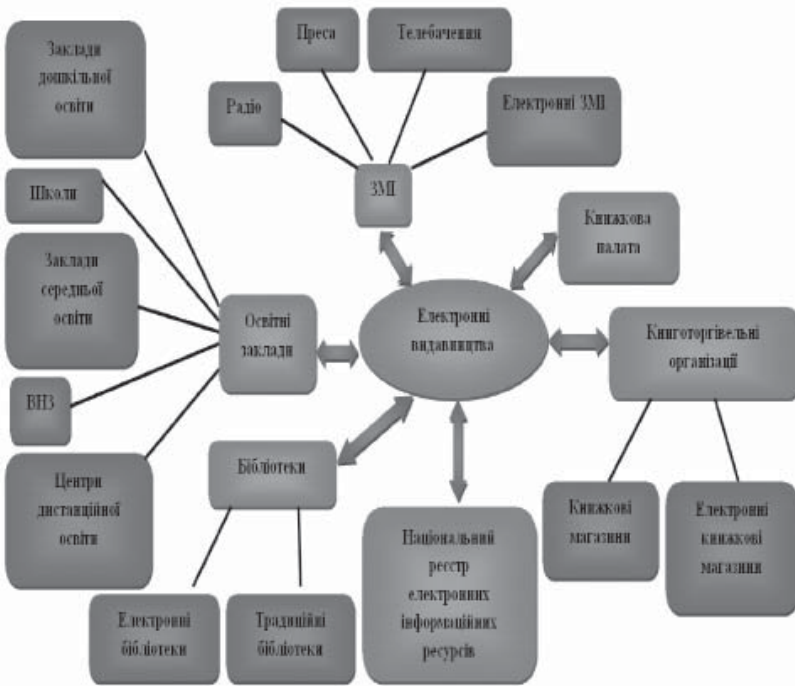 Преса
Телебачення
Заклади
дошкільної
освіти
Радіо
Електронні ЗМІ
ЗМІ
Школи
Книжкова
палата
Заклади
середньої
освіти
Освітні
заклади
Електронні
видавництва
Книготоргівельні
організації
ВНЗ
Центри
дистанційної
освіти
Бібліотеки
Книжкові
магазини
Електронні
книжкові
магазини
Національний
реєстр
електронних
інформаційних
ресурсів
Електронні
бібліотеки
Традиційні
бібліотеки